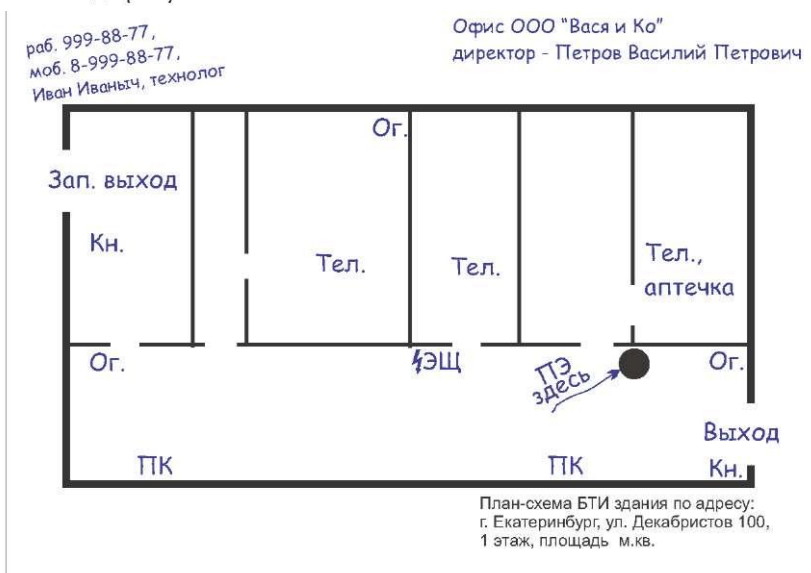 раб. 999-88-77,
моб. 8-999-88-77,
Иван Иваныч, технолог
Офис ООО "Вася и Ко"
директор - Петров Василий Петрович
Ог.
Зап. выход
Кн.
Тел.
Тел.
Тел.,
аптечка
Ог.
ЭЩ
ПЭ
здесь
Ог.
Выход
ПК
ПК
Кн.
План-схема БТИ здания по адресу:
г. Екатеринбург, ул. Декабристов 100,
1 этаж, площадь м.кв.